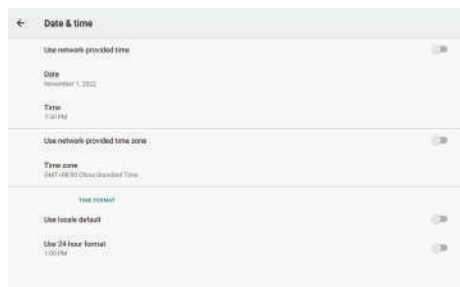 Date & time
Use network-provided time
Date
November 1, 2022
Time
7:00 PM
Use network-provided time zone
Time zone
GMT+08:00 China Standard Time
TIME FORMAT
Use locale default
Use 24-hour format
1:00 PM